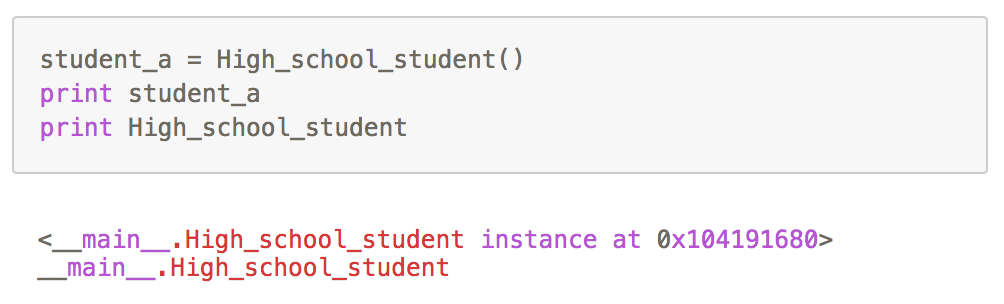 student_a = High_school_student()
print student_a
print High_school_student
<__main__.High_school_student instance at 0x104191680>
__main__.High_school_student